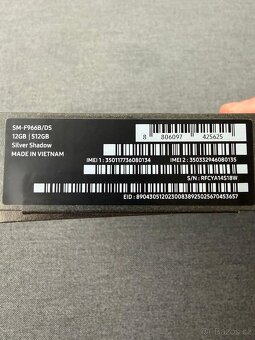 SM-F966B/DS
12GB | 512GB
Silver Shadow
MADE IN VIETNAM
8 806097 425625
IMEI 1 : 350117736080134
IMEI 2 : 350332946080135
S/N : RFCYA14518W
EID : 89043051202300838925025670453657